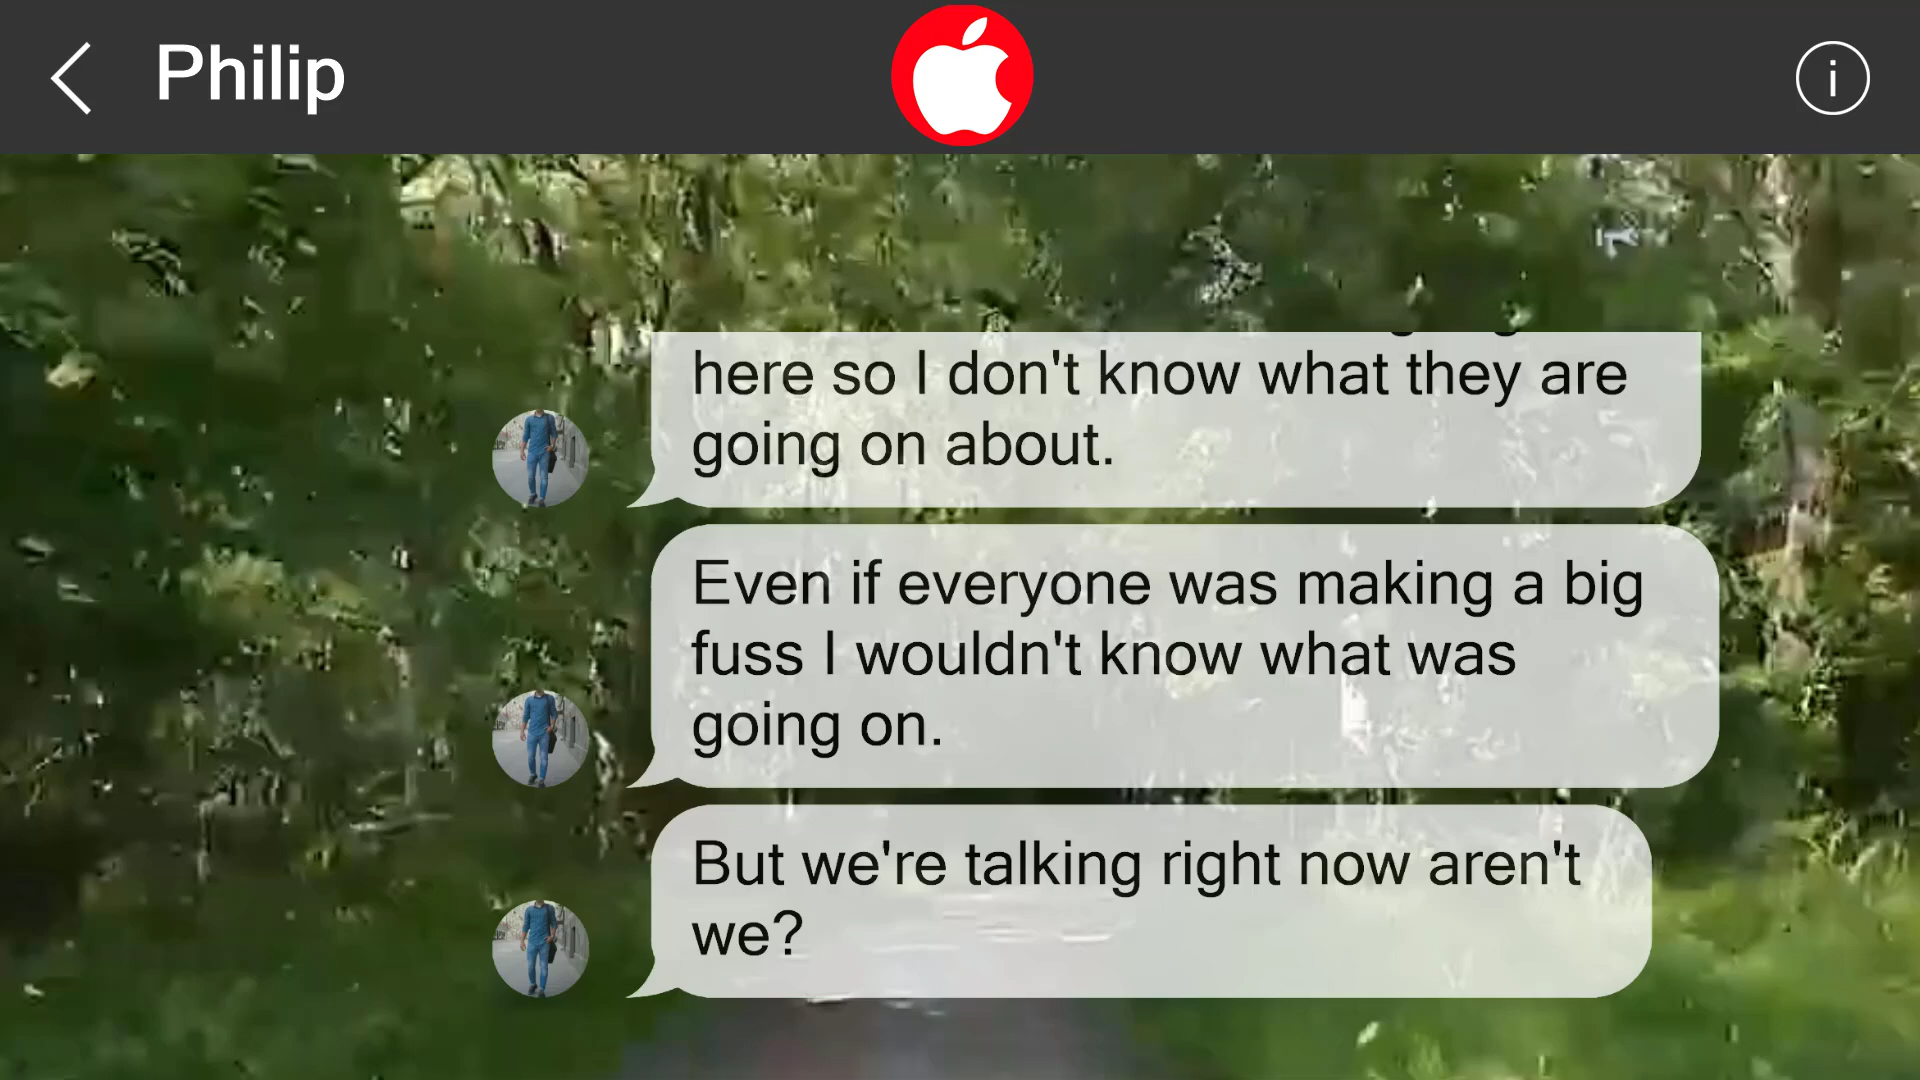 Philip
i
here so I don't know what they are
going on about.
Even if everyone was making a big
fuss I wouldn't know what was
going on.
But we're talking right now aren't
we?